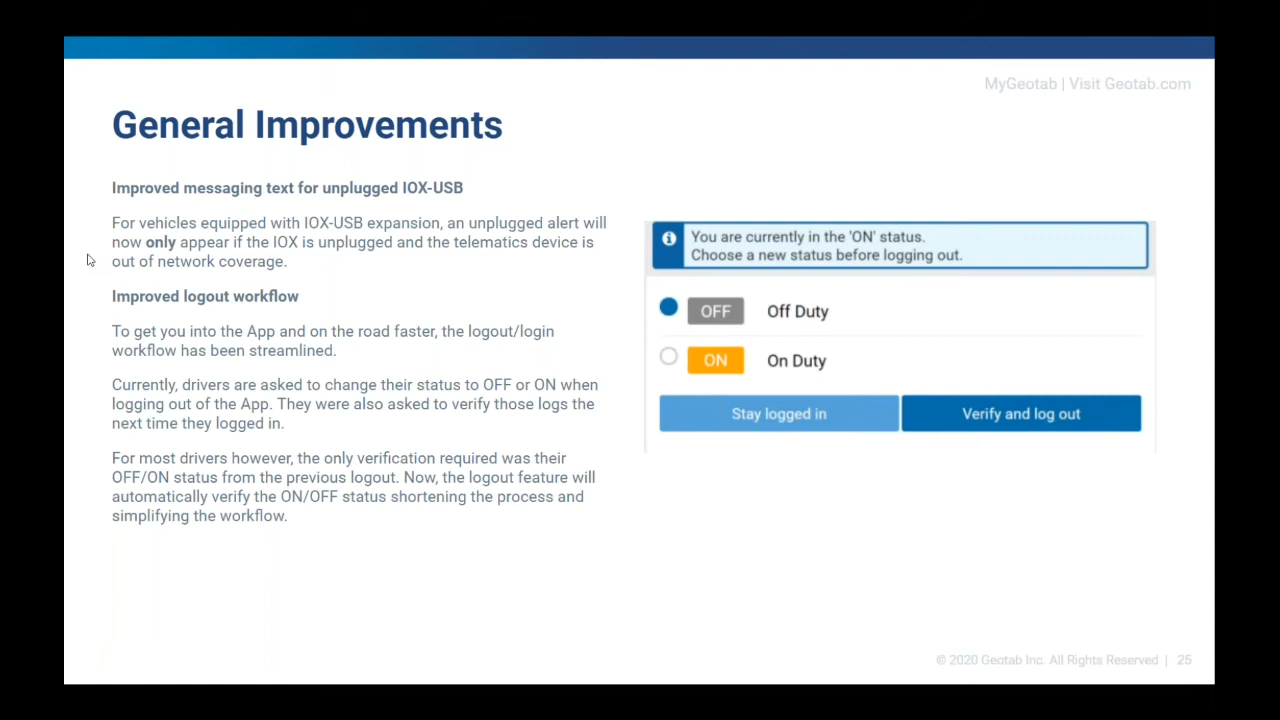 MyGeotab | Visit Geotab.com
General Improvements
Improved messaging text for unplugged IOX-USB
For vehicles equipped with IOX-USB expansion, an unplugged alert will
now only appear if the IOX is unplugged and the telematics device is
out of network coverage.
Improved logout workflow
To get you into the App and on the road faster, the logout/login
workflow has been streamlined.
Currently, drivers are asked to change their status to OFF or ON when
logging out of the App. They were also asked to verify those logs the
next time they logged in.
For most drivers however, the only verification required was their
OFF/ON status from the previous logout. Now, the logout feature will
automatically verify the ON/OFF status shortening the process and
simplifying the workflow.
You are currently in the 'ON' status.
Choose a new status before logging out.
OFF Off Duty
ON On Duty
Stay logged in Verify and log out
© 2020 Geotab Inc. All Rights Reserved | 25